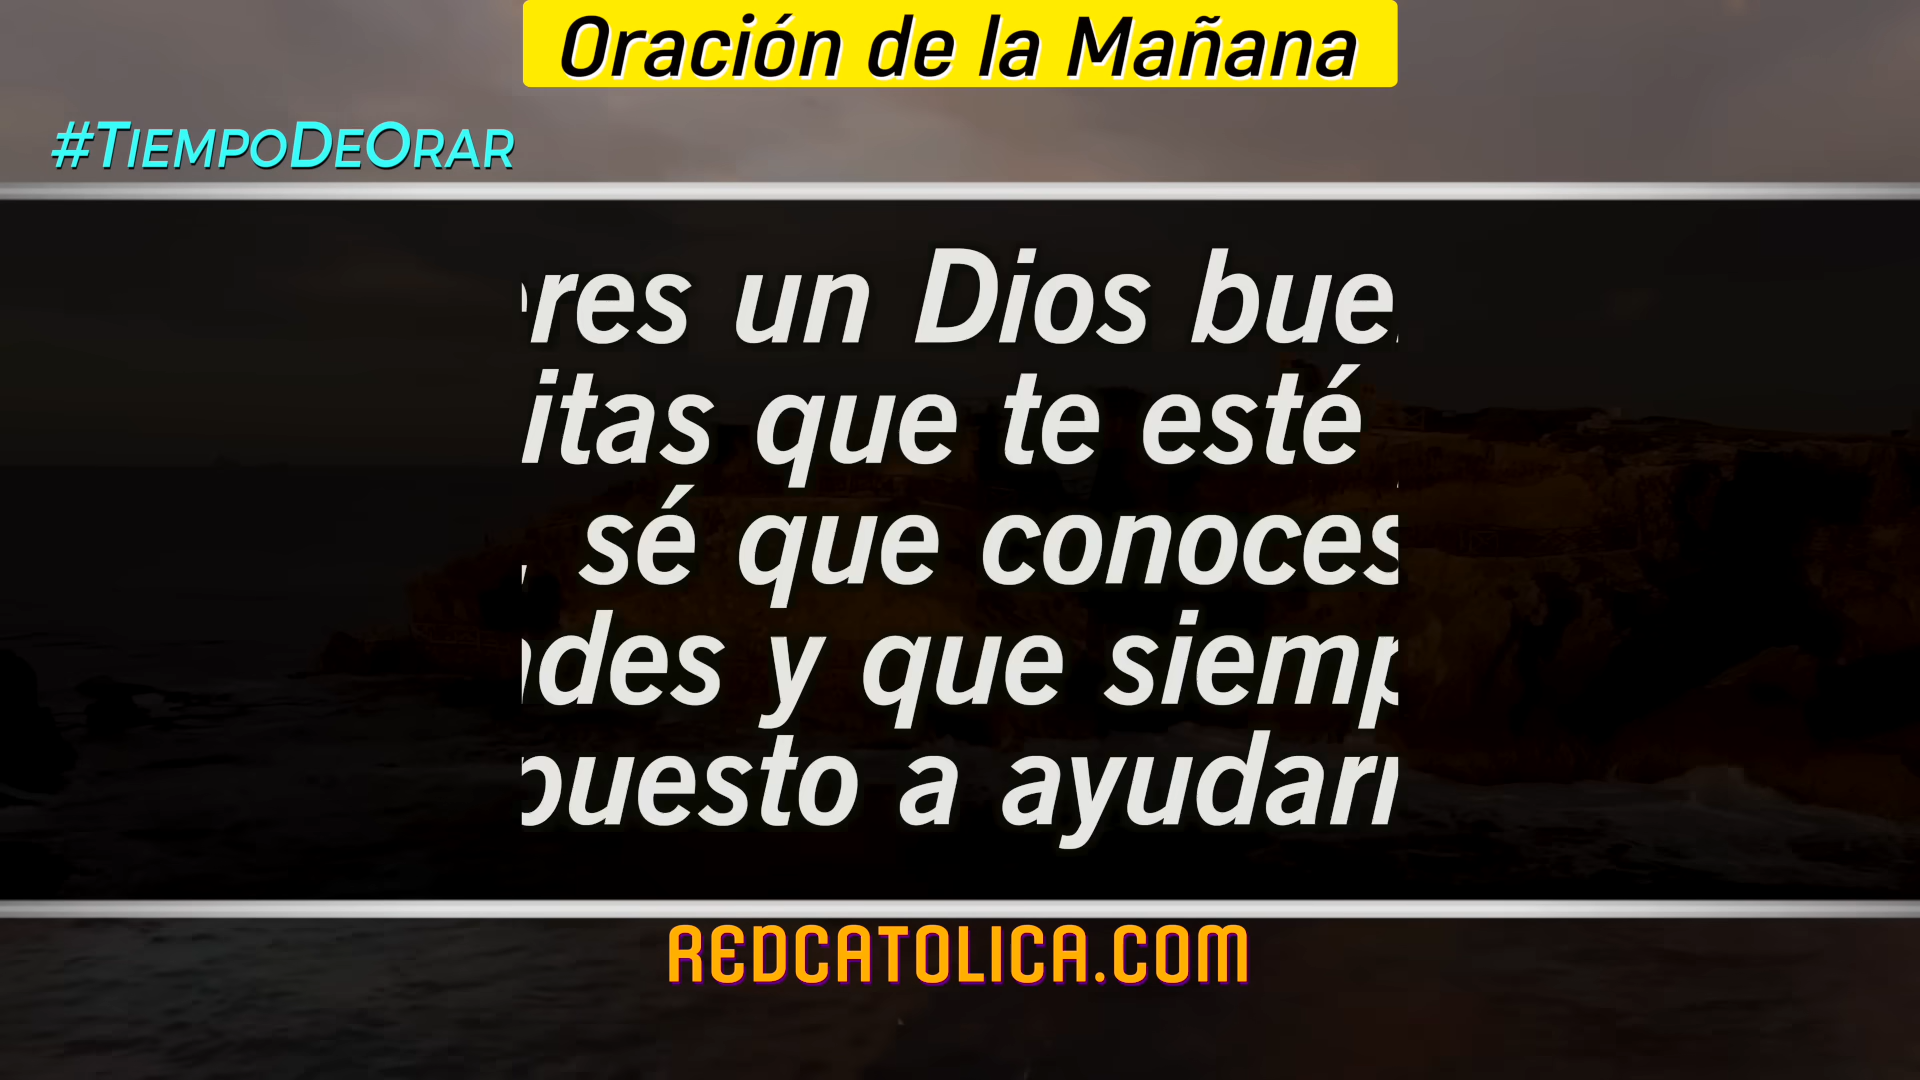 Oración de la Mañana
#TiempoDeOrar
res un Dios bue
itas que te esté
, sé que conoces
des y que siemp
puesto a ayudar
REDCATOLICA.COM